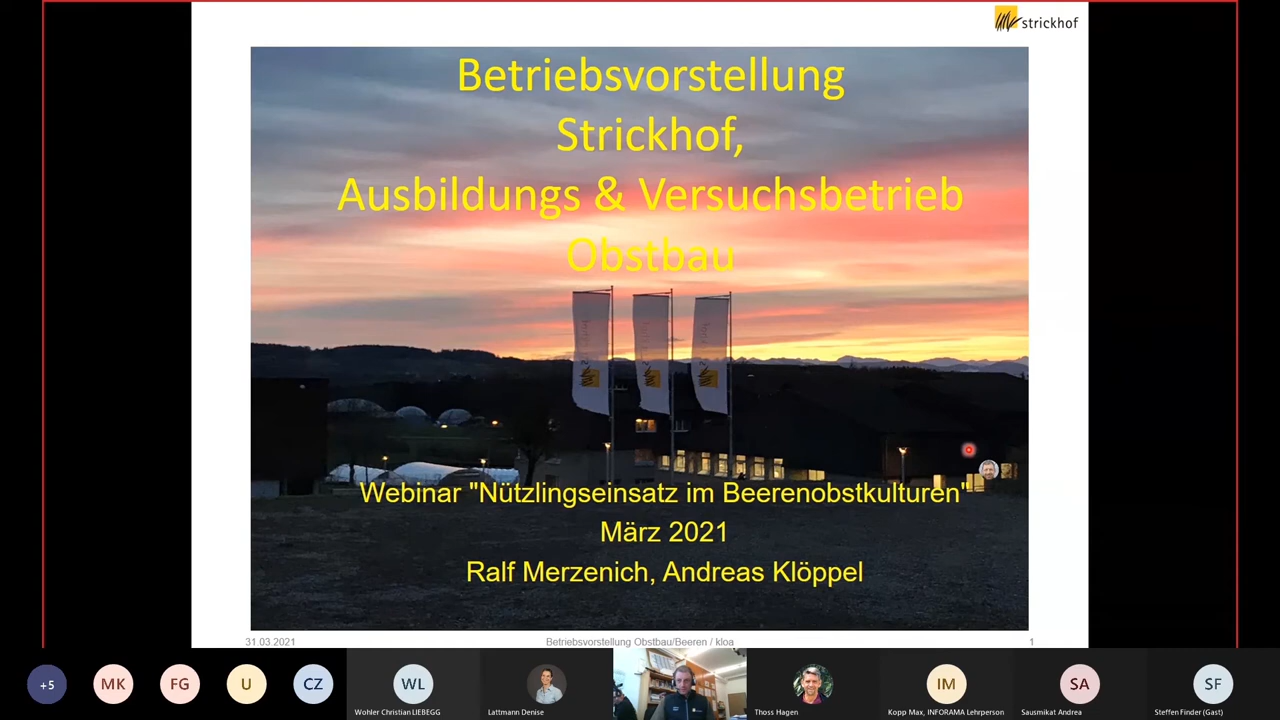 strickhof
Betriebsvorstellung
Strickhof,
Ausbildungs & Versuchsbetrieb
Obstbau
Webinar "Nützlingseinsatz im Beerenobstkulturen"
März 2021
Ralf Merzenich, Andreas Klöppel
31.03.2021
Betriebsvorstellung Obstbau/Beeren / kloa
1
+5
MK
FG
U
CZ
WL
IM
SA
SF
Wohler Christian LIEBEGG
Lattmann Denise
Thoss Hagen
Kopp Max, INFORAMA Lehrperson
Sausmikat Andrea
Steffen Finder (Gast)